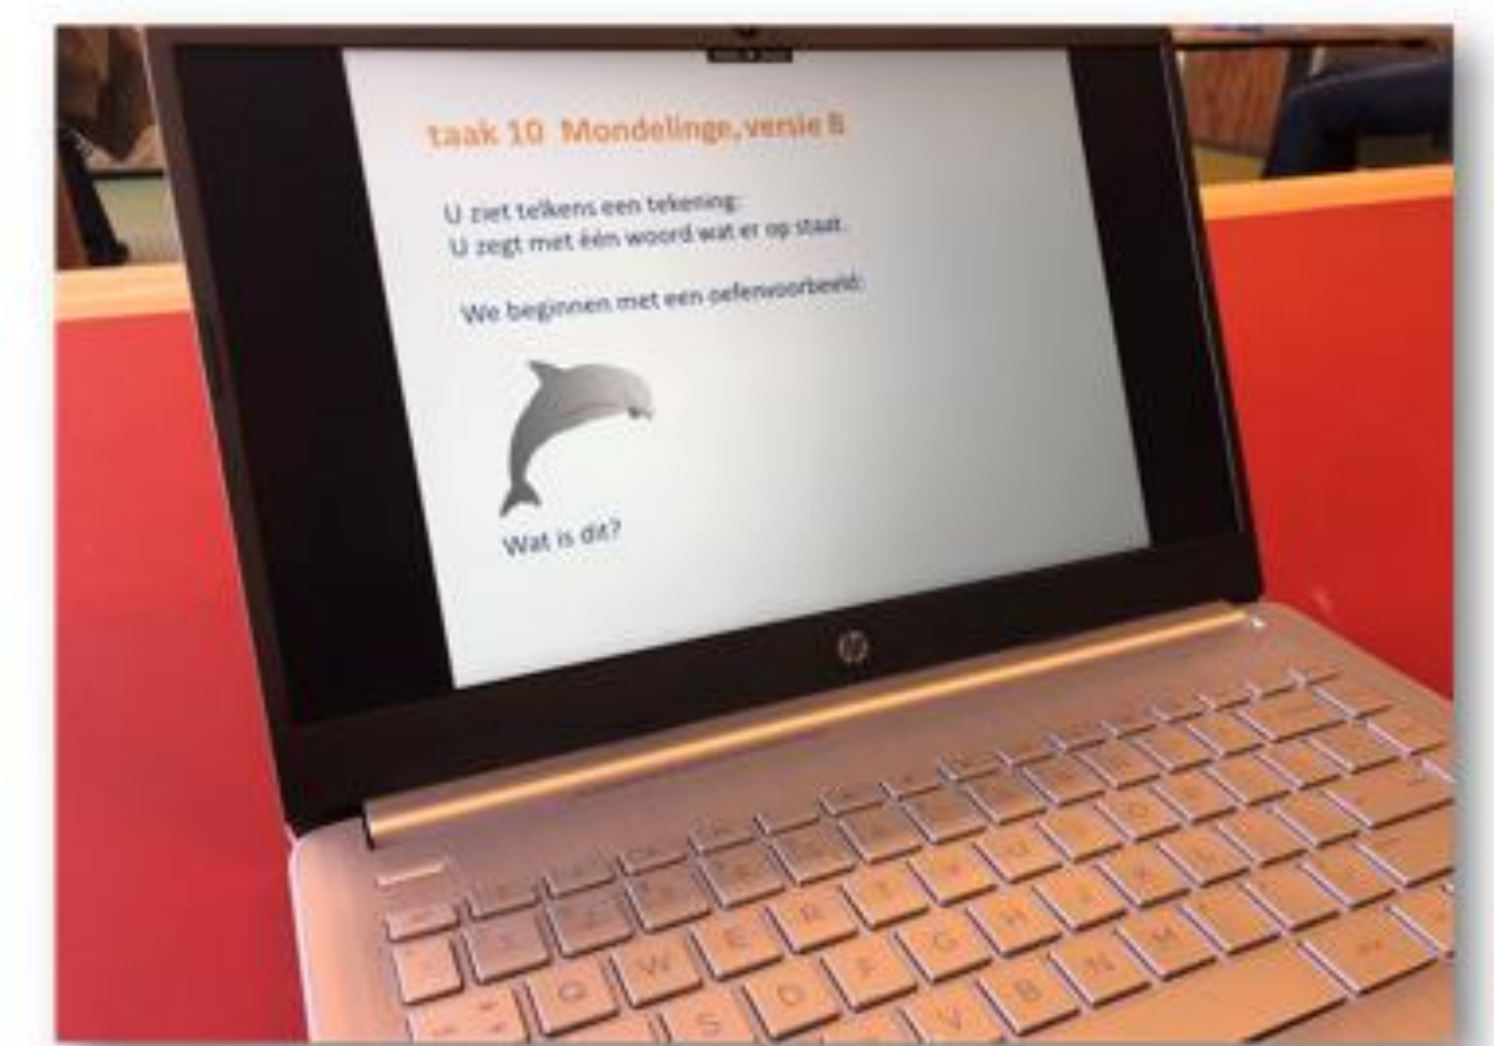 taak 10 Mondelinge, versie B
U ziet telkens een tekening:
U zegt met één woord wat er op staat.
We beginnen met een oefenvoorbeeld:
Wat is dit?
hp
Q W E R T Y U
S D F G H J K L
V B N M